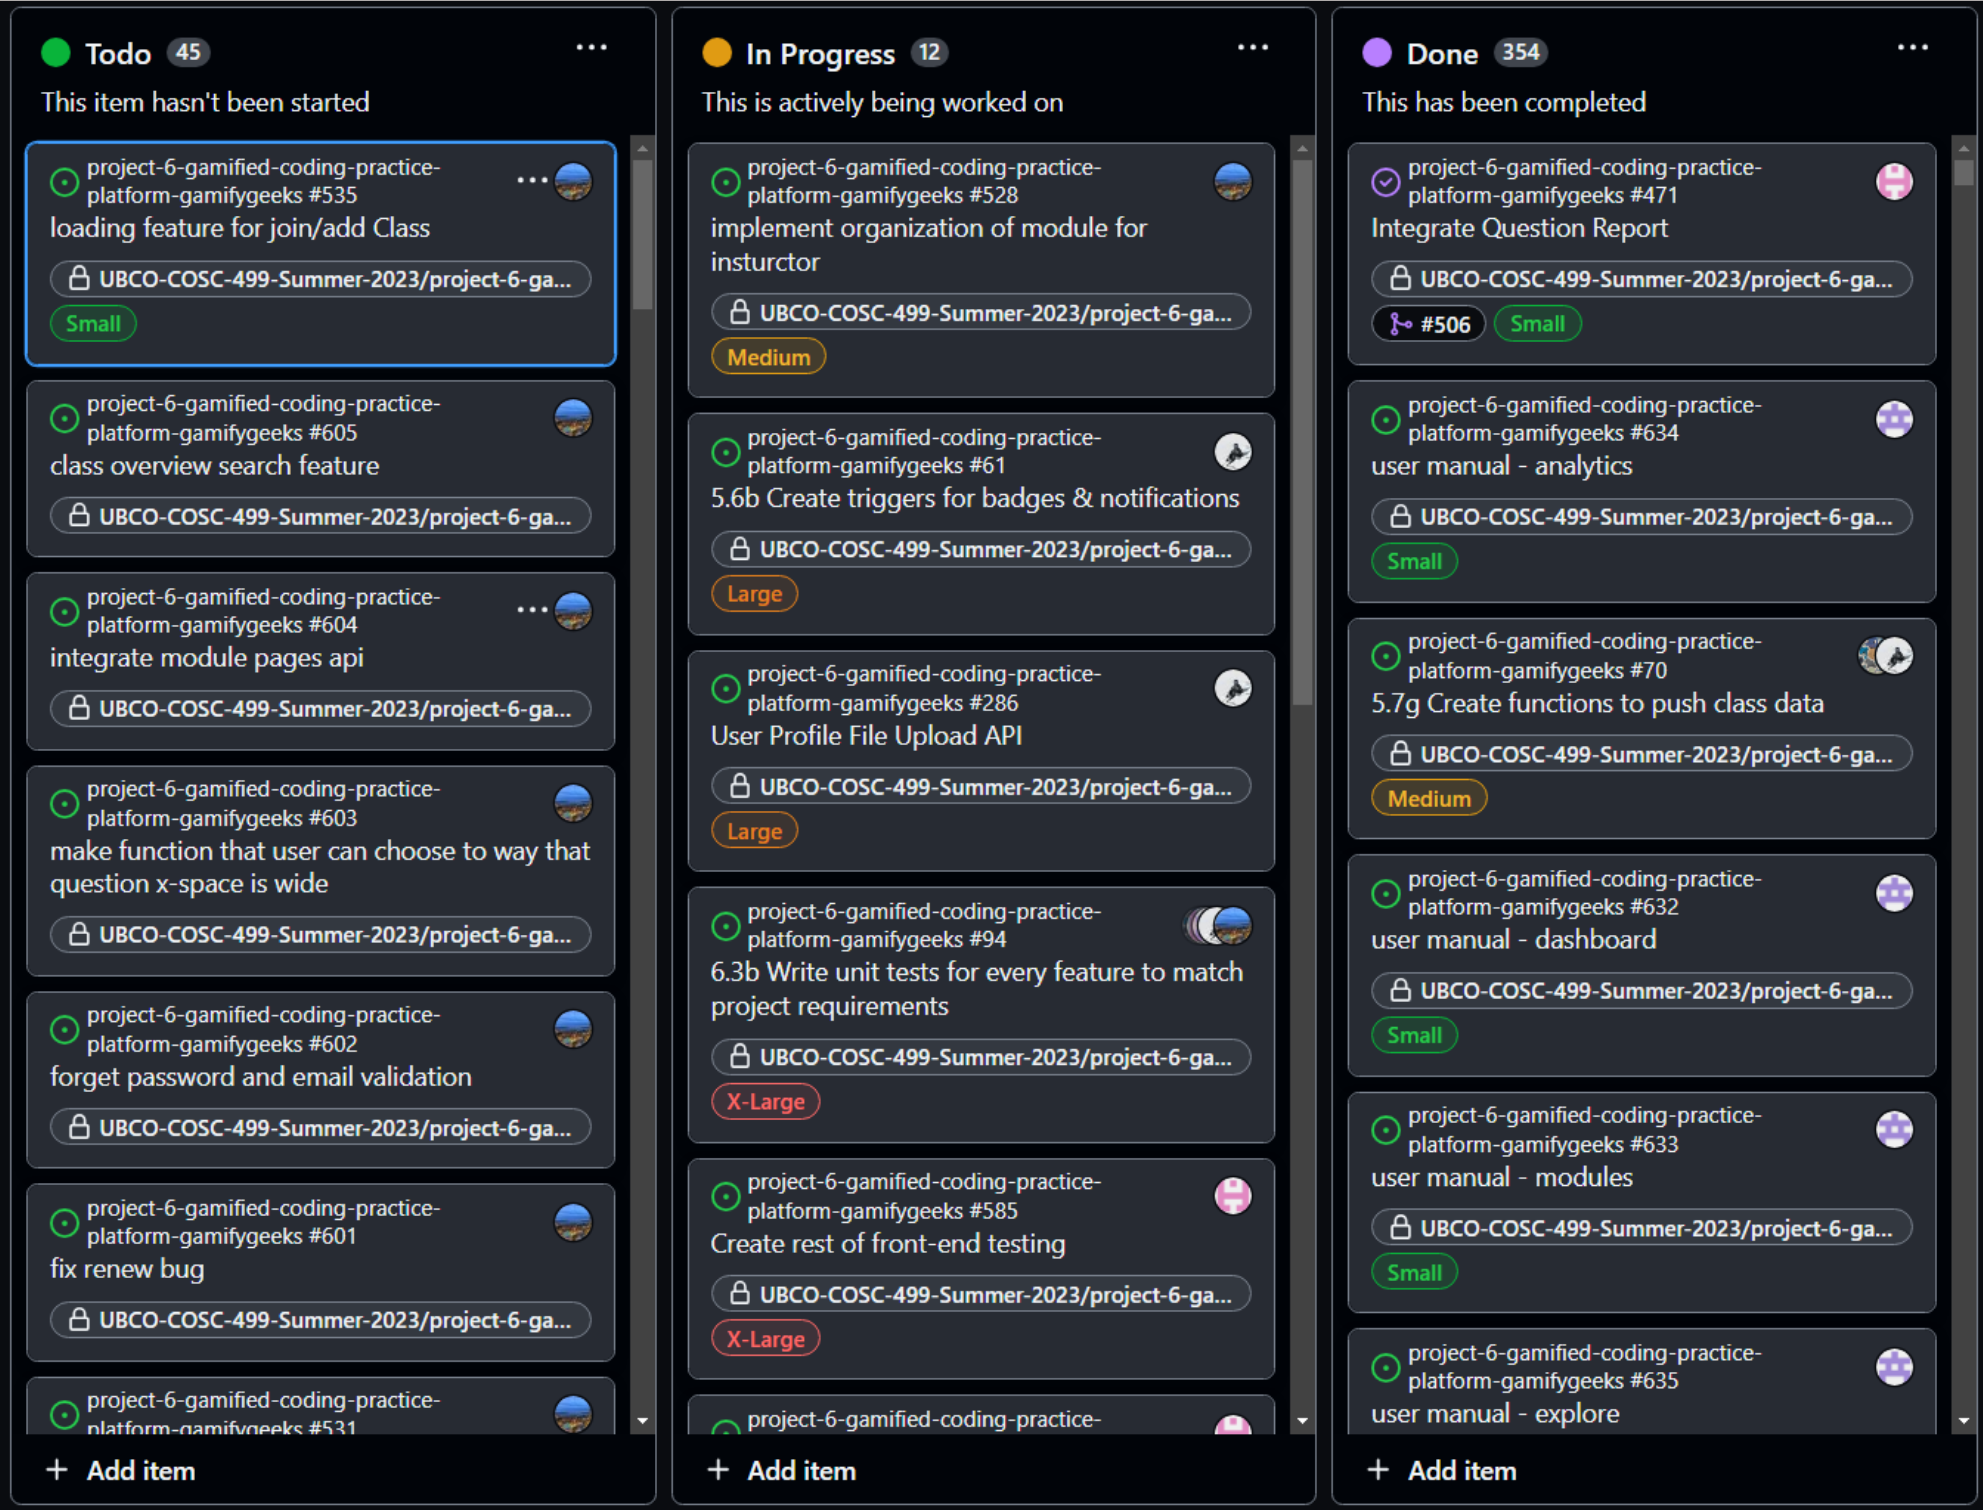 Todo 45
This item hasn't been started
project-6-gamified-coding-practice-
platform-gamifygeeks #535
loading feature for join/add Class
UBCO-COSC-499-Summer-2023/project-6-ga...
Small
project-6-gamified-coding-practice-
platform-gamifygeeks #605
class overview search feature
UBCO-COSC-499-Summer-2023/project-6-ga...
project-6-gamified-coding-practice-
platform-gamifygeeks #604
integrate module pages api
UBCO-COSC-499-Summer-2023/project-6-ga...
project-6-gamified-coding-practice-
platform-gamifygeeks #603
make function that user can choose to way that
question x-space is wide
UBCO-COSC-499-Summer-2023/project-6-ga...
project-6-gamified-coding-practice-
platform-gamifygeeks #602
forget password and email validation
UBCO-COSC-499-Summer-2023/project-6-ga...
project-6-gamified-coding-practice-
platform-gamifygeeks #601
fix renew bug
UBCO-COSC-499-Summer-2023/project-6-ga...
project-6-gamified-coding-practice-
platform-gamifygeeks #531
Add item
In Progress 12
This is actively being worked on
project-6-gamified-coding-practice-
platform-gamifygeeks #528
implement organization of module for
insturctor
UBCO-COSC-499-Summer-2023/project-6-ga...
Medium
project-6-gamified-coding-practice-
platform-gamifygeeks #61
5.6b Create triggers for badges & notifications
UBCO-COSC-499-Summer-2023/project-6-ga...
Large
project-6-gamified-coding-practice-
platform-gamifygeeks #286
User Profile File Upload API
UBCO-COSC-499-Summer-2023/project-6-ga...
Large
project-6-gamified-coding-practice-
platform-gamifygeeks #94
6.3b Write unit tests for every feature to match
project requirements
UBCO-COSC-499-Summer-2023/project-6-ga...
X-Large
project-6-gamified-coding-practice-
platform-gamifygeeks #585
Create rest of front-end testing
UBCO-COSC-499-Summer-2023/project-6-ga...
X-Large
project-6-gamified-coding-practice-
Add item
Done 354
This has been completed
project-6-gamified-coding-practice-
platform-gamifygeeks #471
Integrate Question Report
UBCO-COSC-499-Summer-2023/project-6-ga...
#506 Small
project-6-gamified-coding-practice-
platform-gamifygeeks #634
user manual - analytics
UBCO-COSC-499-Summer-2023/project-6-ga...
Small
project-6-gamified-coding-practice-
platform-gamifygeeks #70
5.7g Create functions to push class data
UBCO-COSC-499-Summer-2023/project-6-ga...
Medium
project-6-gamified-coding-practice-
platform-gamifygeeks #632
user manual - dashboard
UBCO-COSC-499-Summer-2023/project-6-ga...
Small
project-6-gamified-coding-practice-
platform-gamifygeeks #633
user manual - modules
UBCO-COSC-499-Summer-2023/project-6-ga...
Small
project-6-gamified-coding-practice-
platform-gamifygeeks #635
user manual - explore
Add item